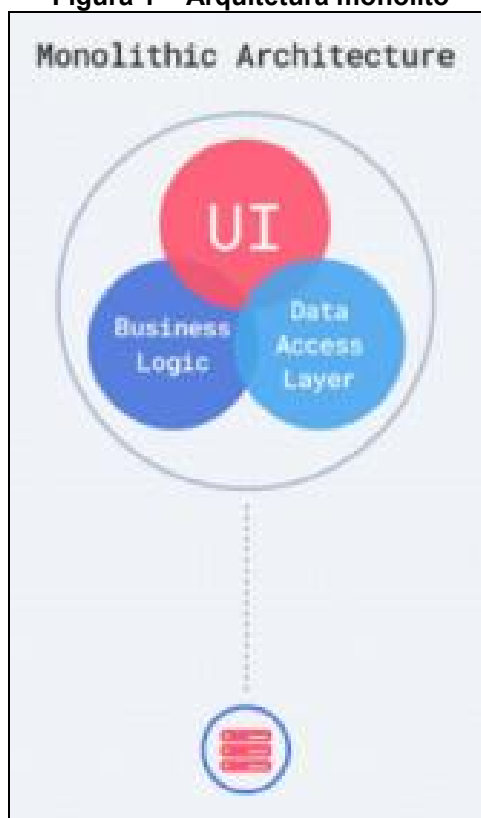 Figura 1 – Arquitetura monolito
Monolithic Architecture
UI
Business
Logic
Data
Access
Layer